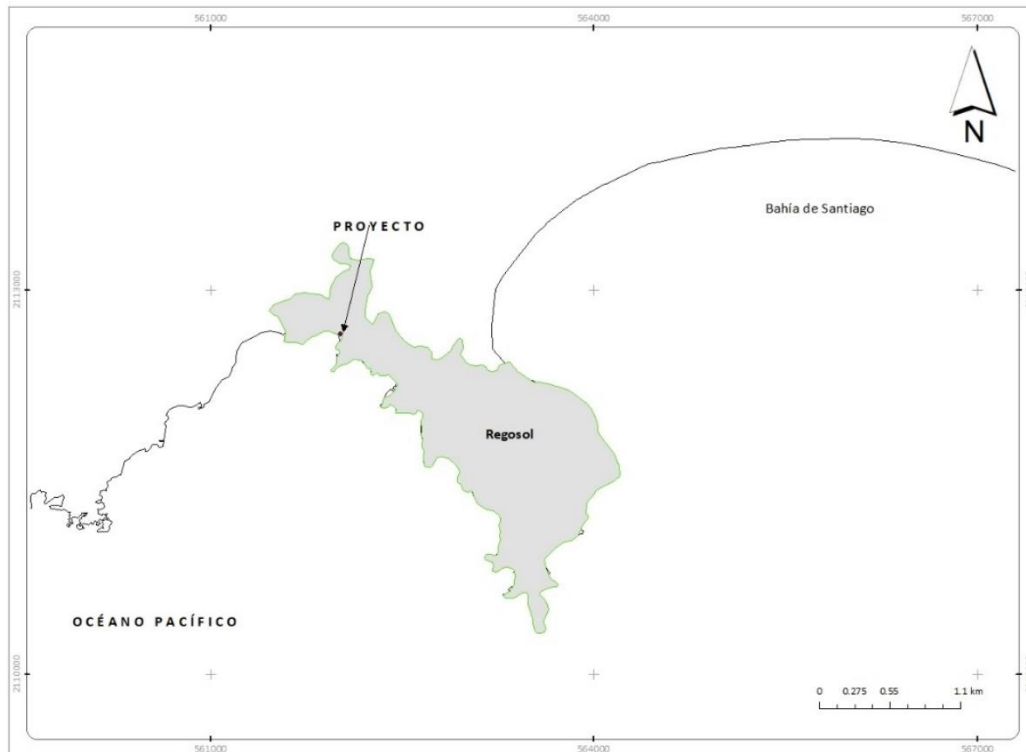 561000 564000 567000
N
Bahía de Santiago
PROYECTO
2113000
Regosol
OCÉANO PACÍFICO
2110000
0 0.275 0.55 1.1 km
561000 564000 567000